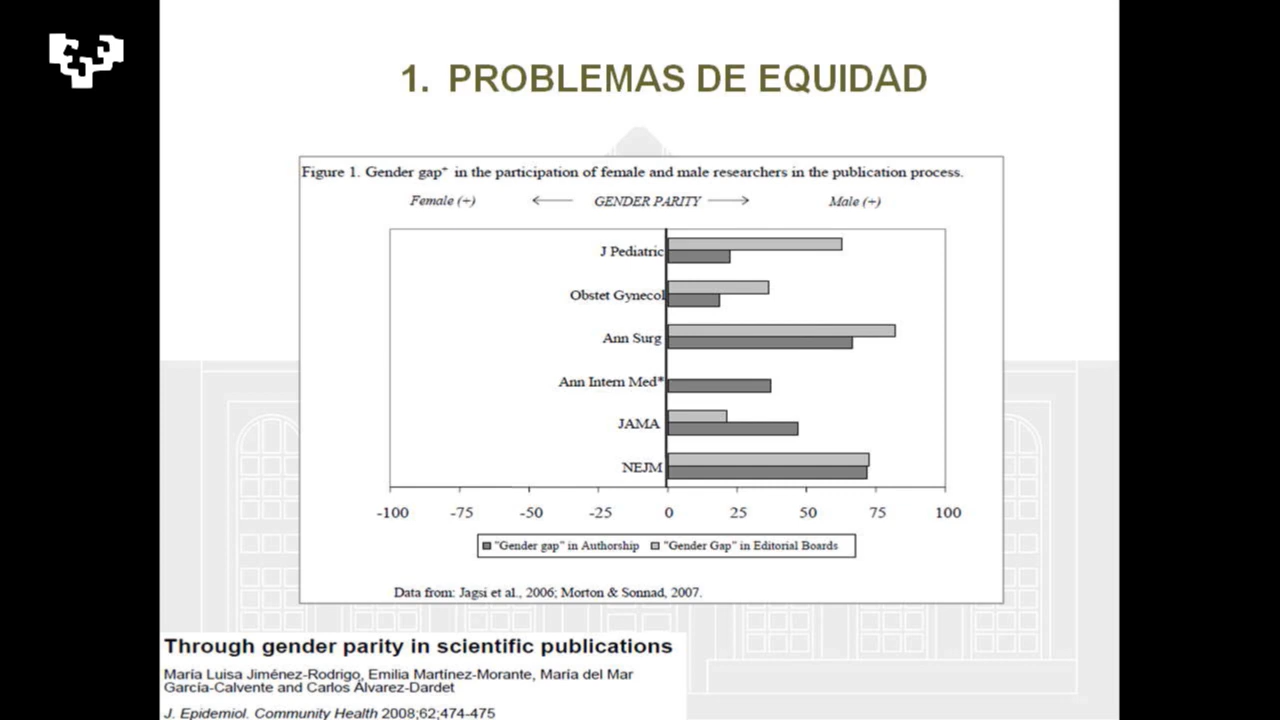 1. PROBLEMAS DE EQUIDAD
Figure 1. Gender gap+ in the participation of female and male researchers in the publication process.
Female (+) ← GENDER PARITY → Male (+)
J Pediatric
Obstet Gynecol
Ann Surg
Ann Intern Med*
JAMA
NEJM
-100 -75 -50 -25 0 25 50 75 100
"Gender gap" in Authorship "Gender Gap" in Editorial Boards
Data from: Jagsi et al., 2006; Morton & Sonnad, 2007.
Through gender parity in scientific publications
María Luisa Jiménez-Rodrigo, Emilia Martínez-Morante, María del Mar
García-Calvente and Carlos Álvarez-Dardet
J. Epidemiol. Community Health 2008;62;474-475